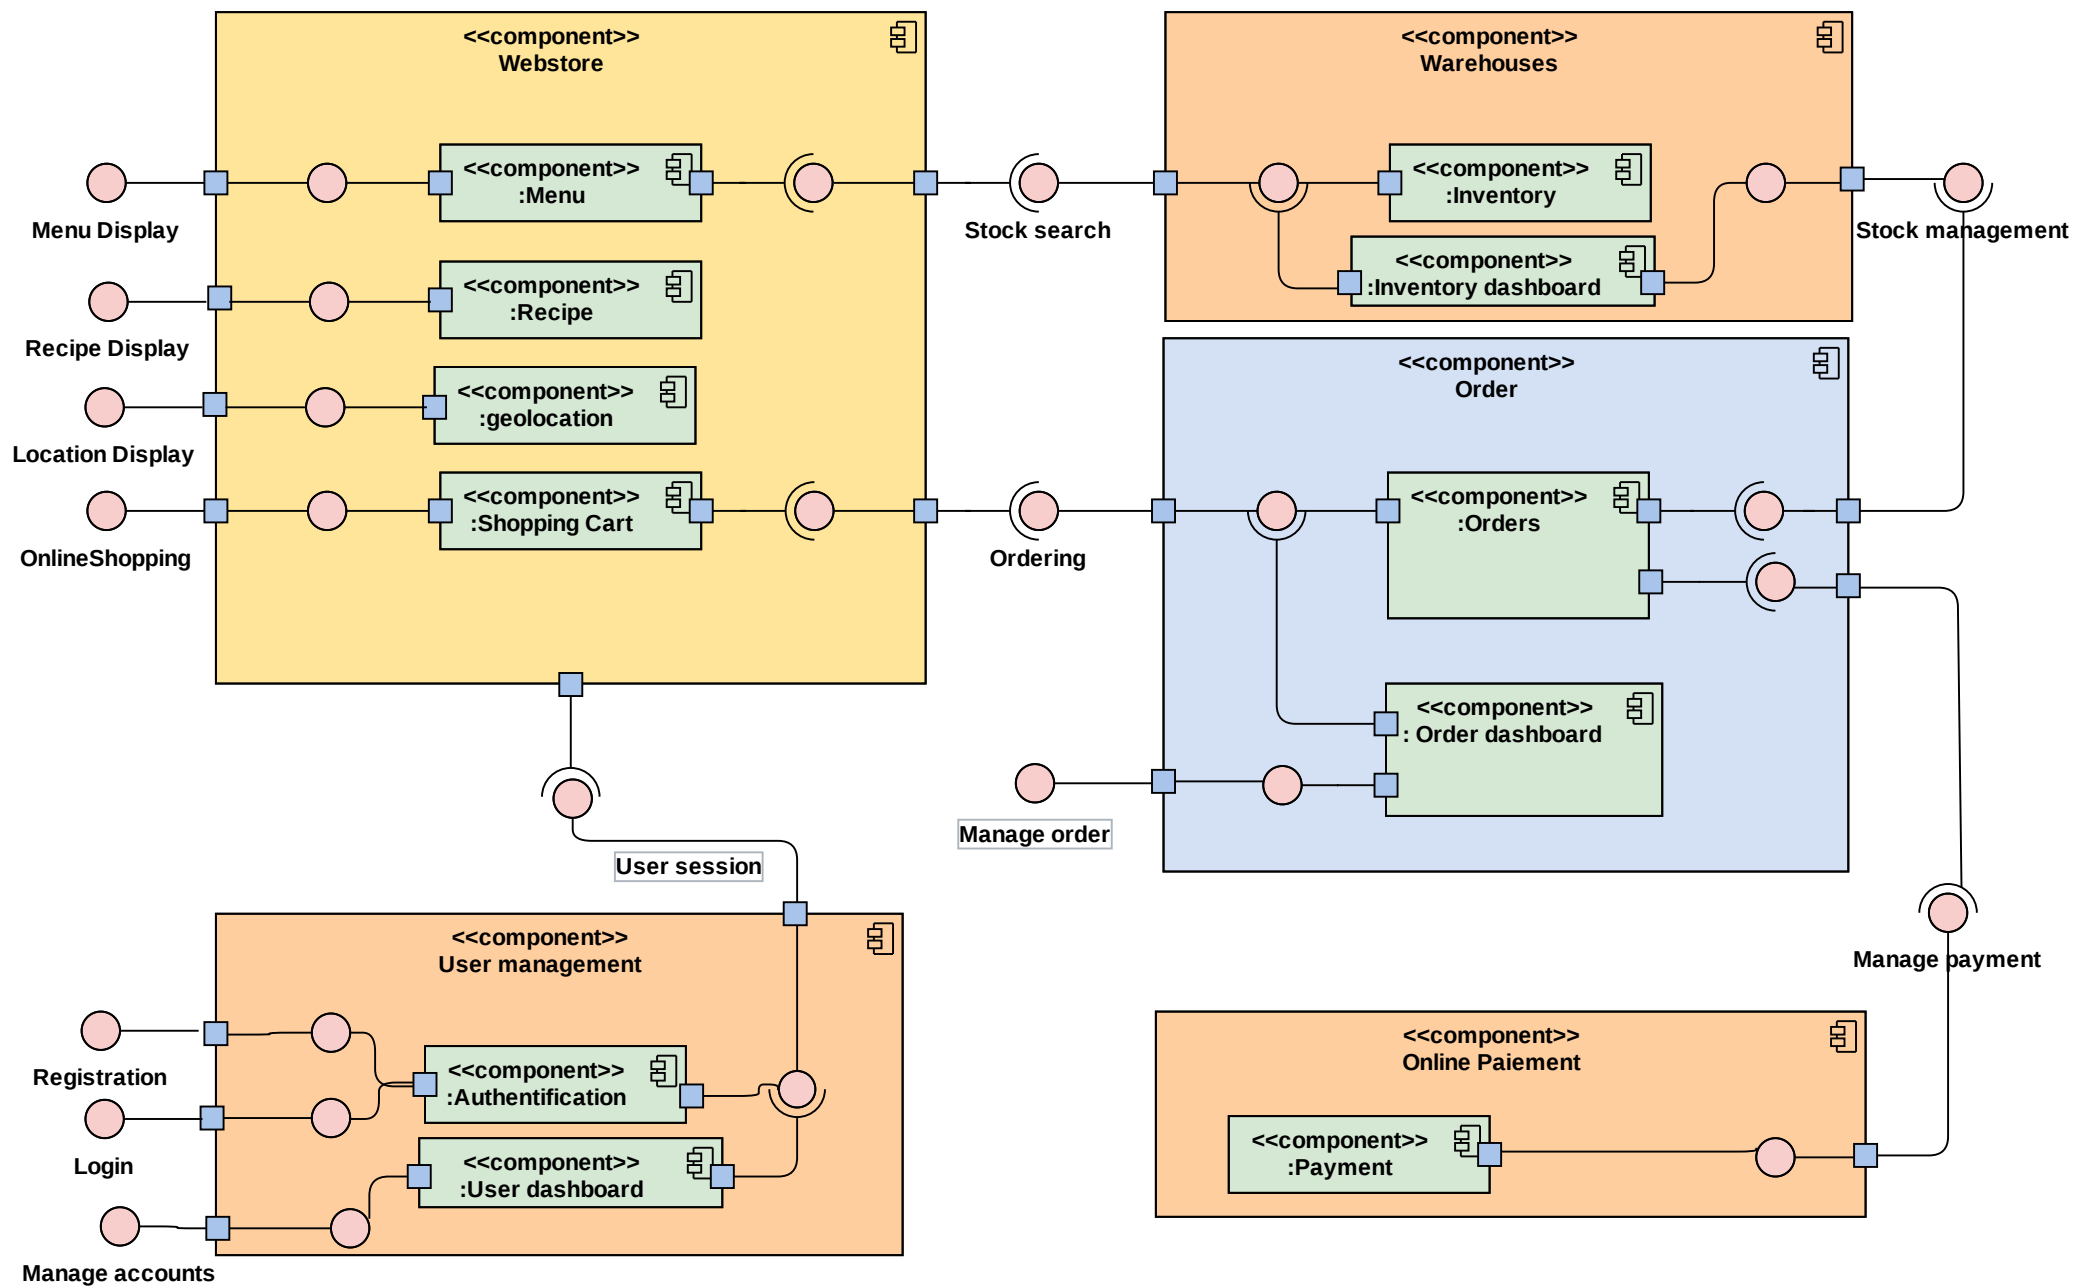 <<component>>
Webstore
<<component>>
:Menu
<<component>>
:Recipe
<<component>>
:geolocation
<<component>>
:Shopping Cart
Menu Display
Recipe Display
Location Display
OnlineShopping
Stock search
Ordering
<<component>>
Warehouses
<<component>>
:Inventory
<<component>>
:Inventory dashboard
Stock management
<<component>>
Order
<<component>>
:Orders
<<component>>
: Order dashboard
Manage order
User session
<<component>>
User management
<<component>>
:Authentification
<<component>>
:User dashboard
Registration
Login
Manage accounts
Manage payment
<<component>>
Online Paiement
<<component>>
:Payment